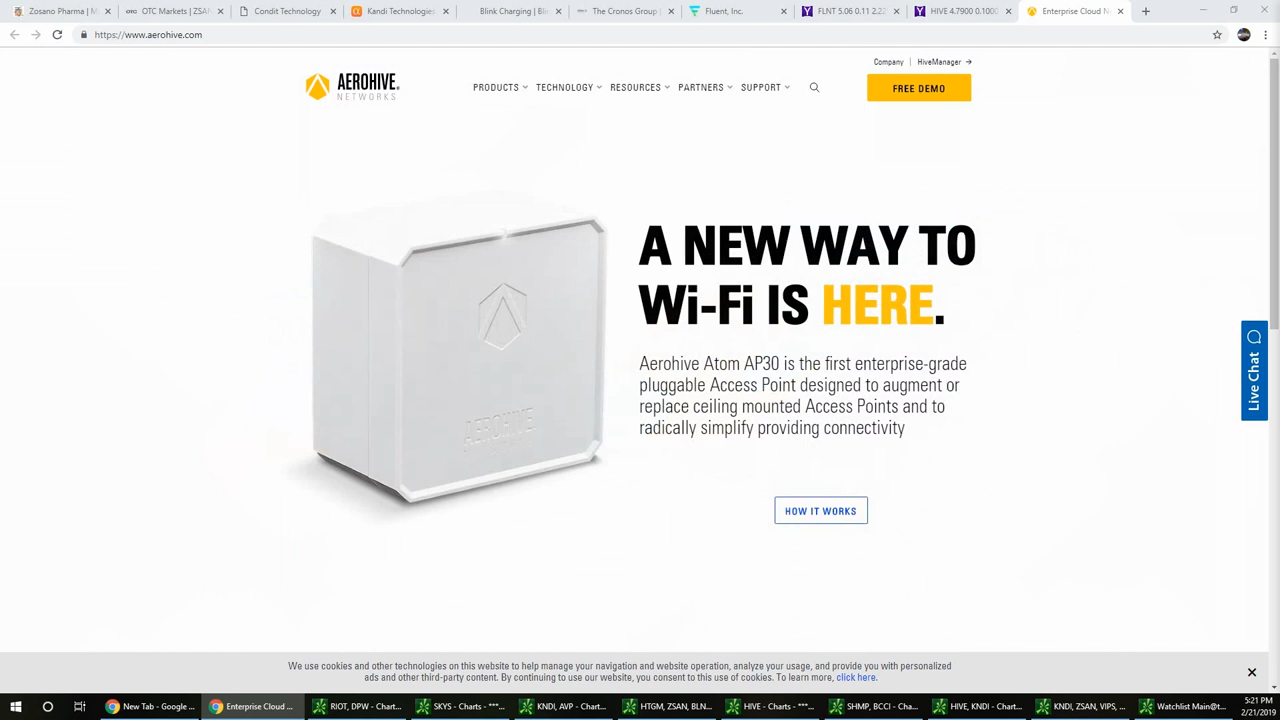 Zosano Pharma | M
OTC Markets | ZSAN
Condit Technology
Kandi Technologies
Blink Charging | Bl
The Cronos Group |
Fluent, Inc.
FLNT 5.06 0.11 2.22
HIVE 4.7900 0.1000
Enterprise Cloud N
https://www.aerohive.com
Company | HiveManager
AEROHIVE
NETWORKS
PRODUCTS TECHNOLOGY RESOURCES PARTNERS SUPPORT
FREE DEMO
A NEW WAY TO
Wi-Fi IS HERE.
Aerohive Atom AP30 is the first enterprise-grade
pluggable Access Point designed to augment or
replace ceiling mounted Access Points and to
radically simplify providing connectivity
AEROHIVE
HOW IT WORKS
Live Chat
We use cookies and other technologies on this website to help manage your navigation and website operation, analyze your usage, and provide you with personalized
ads and other third-party content. By continuing to use our website, you consent to this use of cookies. To learn more, click here.
New Tab - Google ...
Enterprise Cloud ...
RIOT, DPW - Chart...
SKYS - Charts - ***...
KNDI, AVP - Chart...
HTGM, ZSAN, BLN...
HIVE - Charts - ***...
SHMP, BCCI - Cha...
HIVE, KNDI - Chart...
KNDI, ZSAN, VIPS, ...
Watchlist Main@t...
5:21 PM
2/21/2019